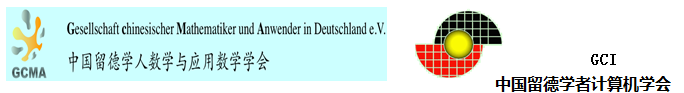 Gesellschaft chinesischer Mathematiker und Anwender in Deutschland e.V.
中国留德学人数学与应用数学学会
GCMA
GCI
中国留德学者计算机学会